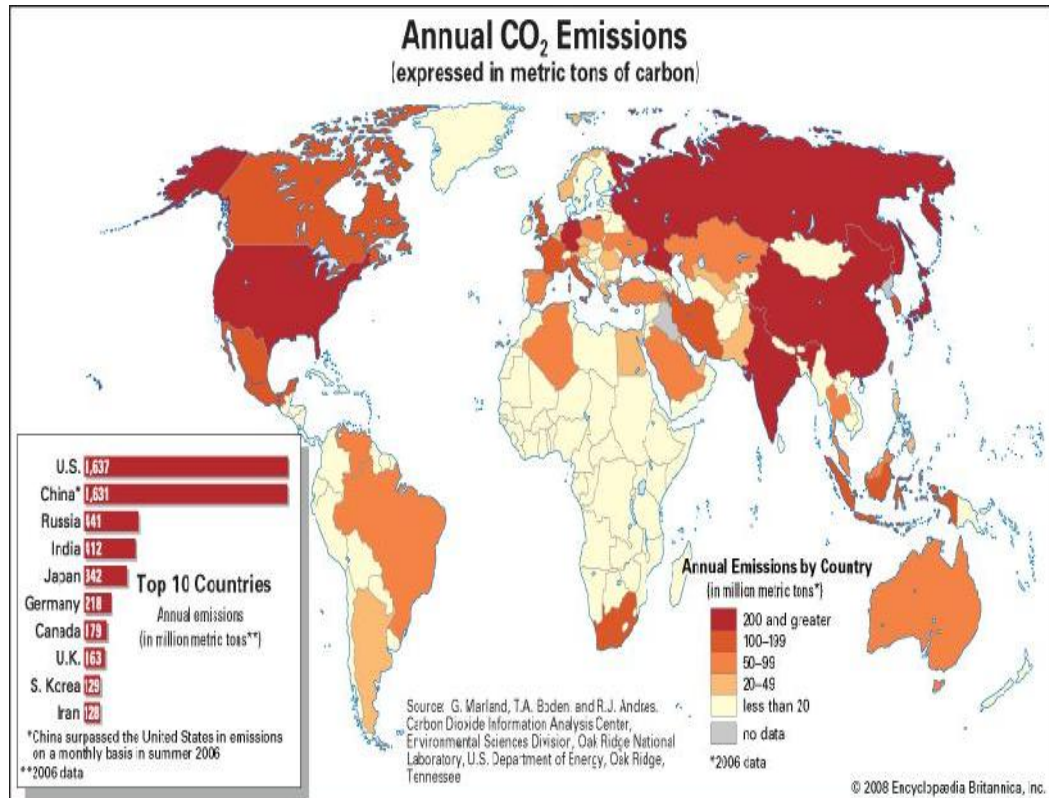 Annual CO₂ Emissions
(expressed in metric tons of carbon)
U.S. 1,637
China* 1,631
Russia 441
India 412
Japan 342
Germany 218
Canada 179
U.K. 163
S. Korea 129
Iran 128
Top 10 Countries
Annual emissions
(in million metric tons**)
*China surpassed the United States in emissions
on a monthly basis in summer 2006
**2006 data
Source: G. Marland, T.A. Boden, and R.J. Andres.
Carbon Dioxide Information Analysis Center,
Environmental Sciences Division, Oak Ridge National
Laboratory, U.S. Department of Energy, Oak Ridge,
Tennessee
Annual Emissions by Country
(in million metric tons*)
200 and greater
100–199
50–99
20–49
less than 20
no data
*2006 data
© 2008 Encyclopædia Britannica, Inc.